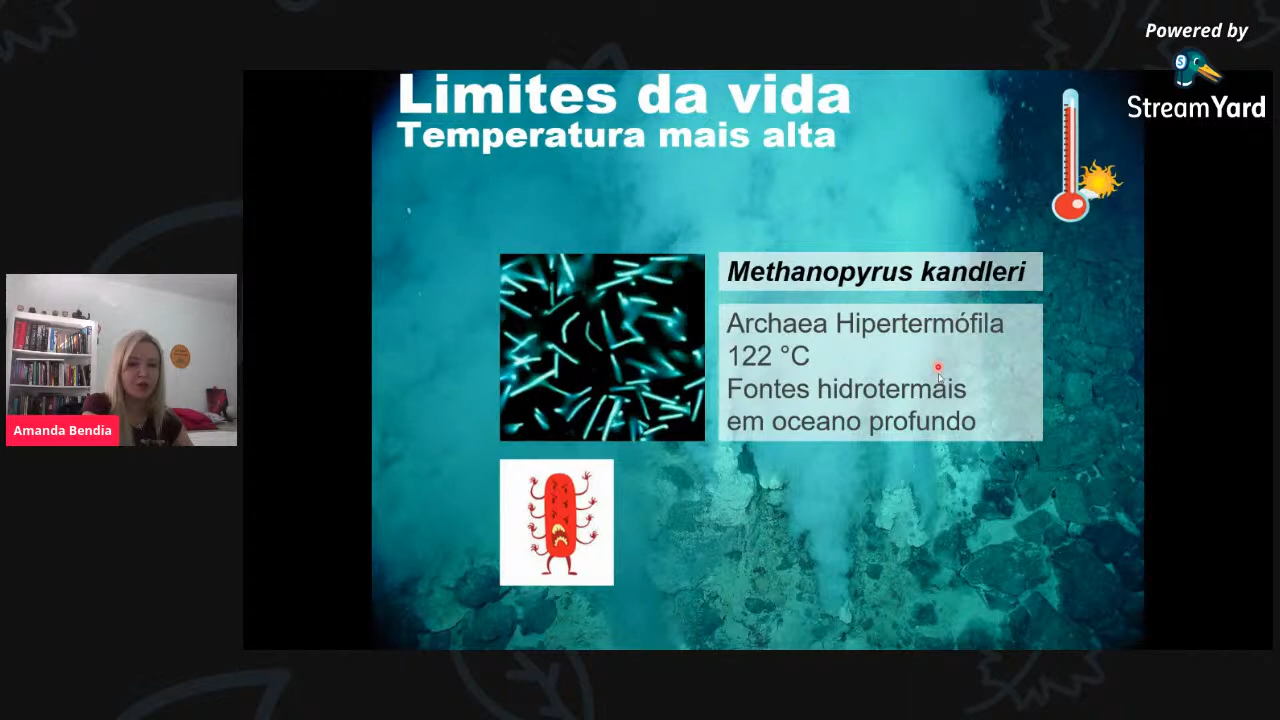 Powered by
StreamYard
Limites da vida
Temperatura mais alta
Methanopyrus kandleri
Archaea Hipertermófila
122 °C
Fontes hidrotermais
em oceano profundo
Amanda Bendia